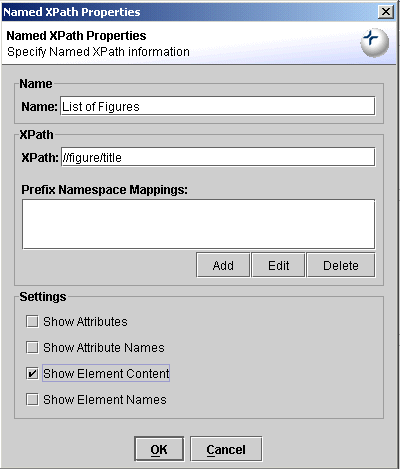 Named XPath Properties
Named XPath Properties
Specify Named XPath information
Name
Name: List of Figures
XPath
XPath: //figure/title
Prefix Namespace Mappings:
Add Edit Delete
Settings
Show Attributes
Show Attribute Names
Show Element Content
Show Element Names
OK Cancel